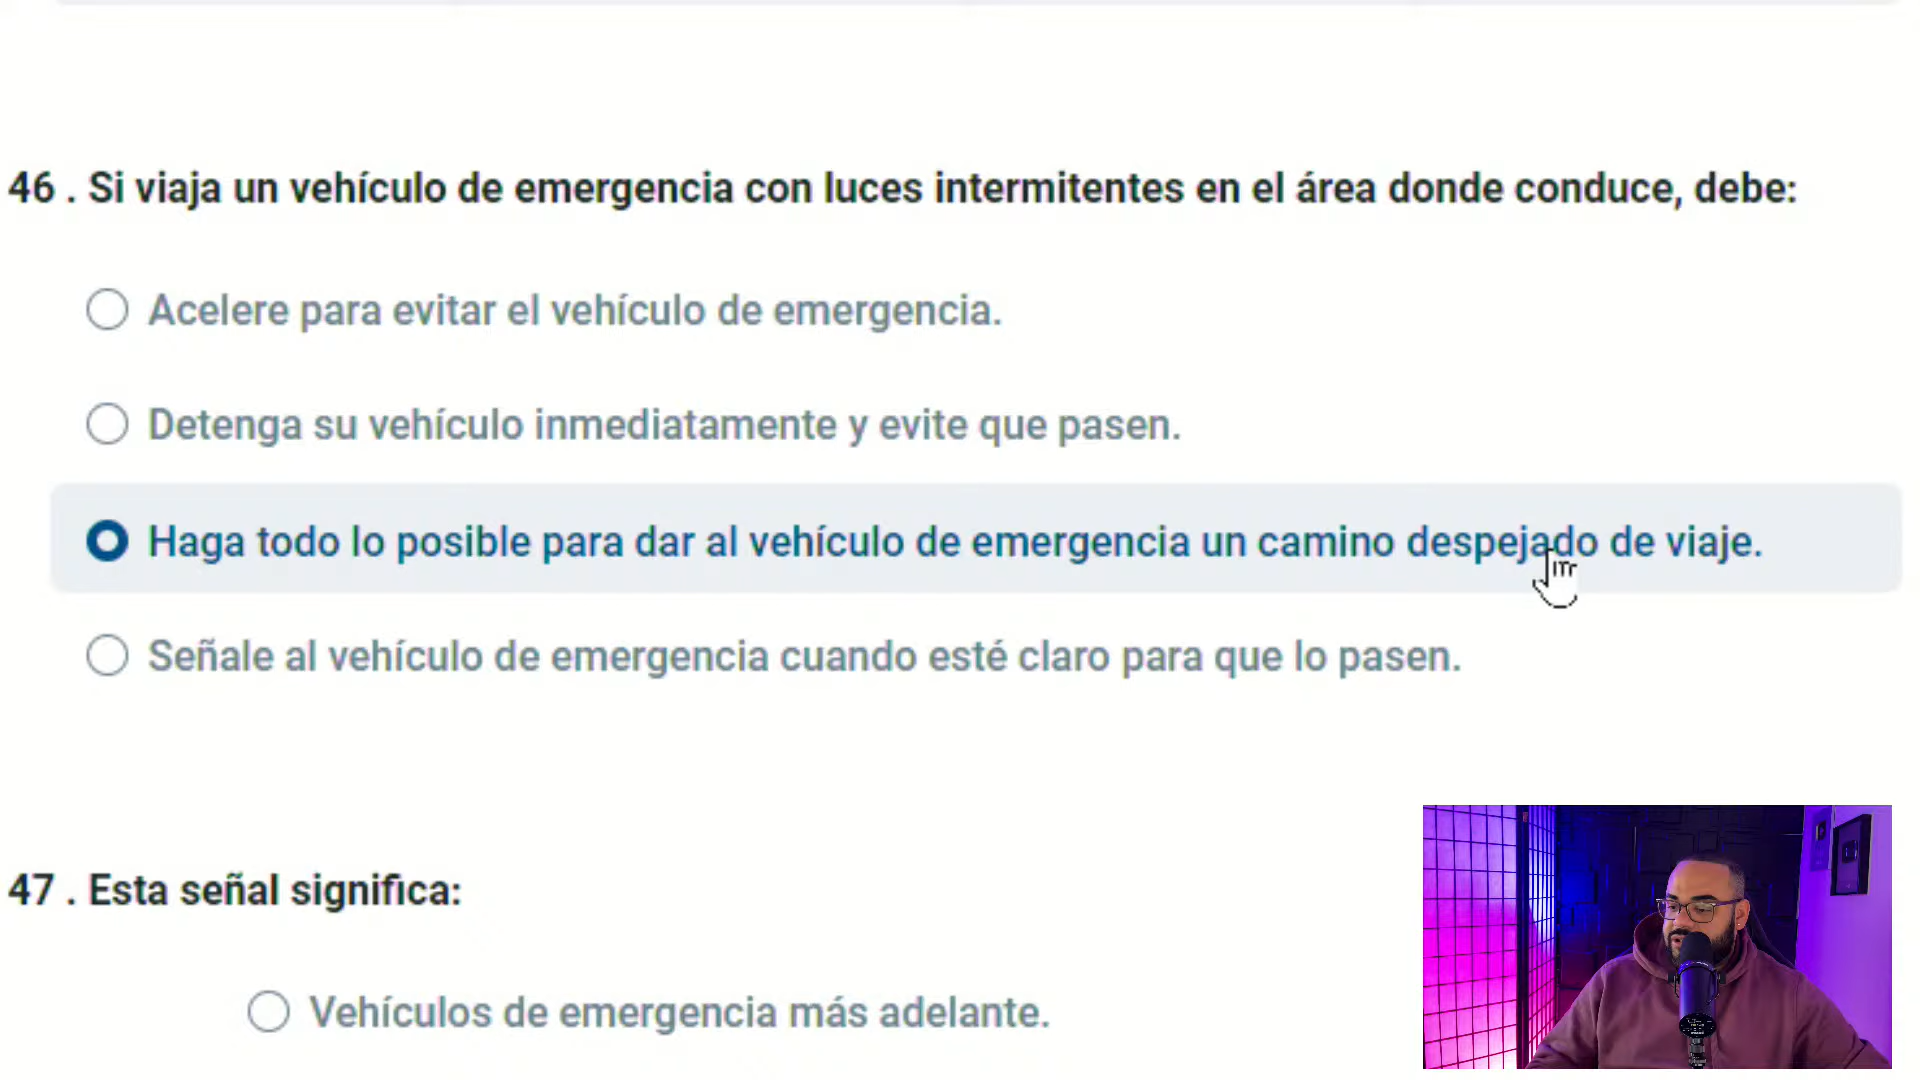 46 . Si viaja un vehículo de emergencia con luces intermitentes en el área donde conduce, debe:
Acelere para evitar el vehículo de emergencia.
Detenga su vehículo inmediatamente y evite que pasen.
Haga todo lo posible para dar al vehículo de emergencia un camino despejado de viaje.
Señale al vehículo de emergencia cuando esté claro para que lo pasen.
47 . Esta señal significa:
Vehículos de emergencia más adelante.